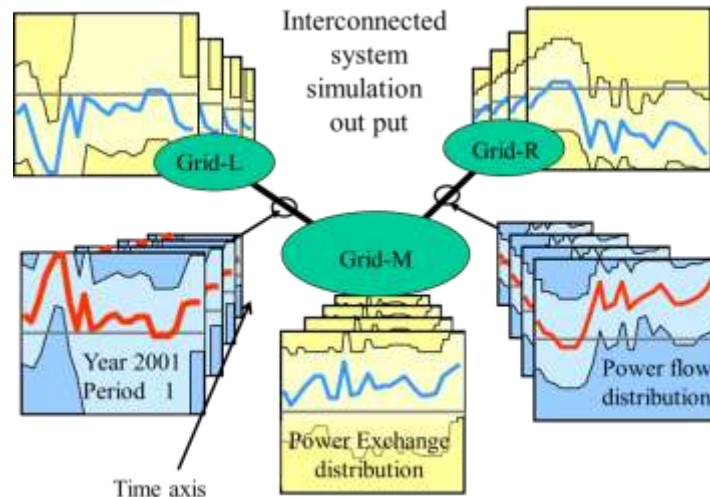 Interconnected
system
simulation
out put
Grid-L
Grid-R
Grid-M
Year 2001
Period 1
Power flow
distribution
Power Exchange
distribution
Time axis